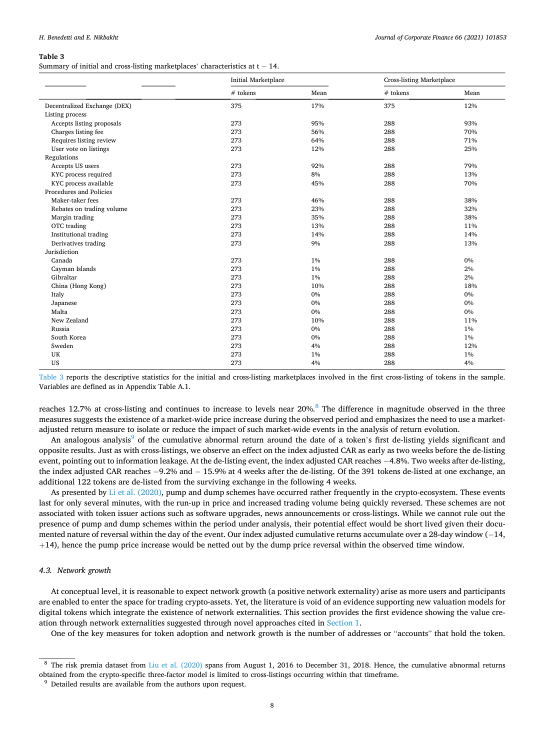 H. Benedetti and E. Nikbakht
Journal of Corporate Finance 66 (2021) 101853
Table 3
Summary of initial and cross-listing marketplaces' characteristics at t − 14.
Initial Marketplace Cross-listing Marketplace
# tokens Mean # tokens Mean
Decentralized Exchange (DEX) 375 17% 375 12%
Listing process
Accepts listing proposals 273 95% 288 93%
Charges listing fee 273 56% 288 70%
Requires listing review 273 64% 288 71%
User vote on listings 273 12% 288 25%
Regulations
Accepts US users 273 92% 288 79%
KYC process required 273 8% 288 13%
KYC process available 273 45% 288 70%
Procedures and Policies
Maker-taker fees 273 46% 288 38%
Rebates on trading volume 273 23% 288 32%
Margin trading 273 35% 288 38%
OTC trading 273 13% 288 11%
Institutional trading 273 14% 288 14%
Derivatives trading 273 9% 288 13%
Jurisdiction
Canada 273 1% 288 0%
Cayman Islands 273 1% 288 2%
Gibraltar 273 1% 288 2%
China (Hong Kong) 273 10% 288 18%
Italy 273 0% 288 0%
Japanese 273 0% 288 0%
Malta 273 0% 288 0%
New Zealand 273 10% 288 11%
Russia 273 0% 288 1%
South Korea 273 0% 288 1%
Sweden 273 4% 288 12%
UK 273 1% 288 1%
US 273 4% 288 4%
Table 3 reports the descriptive statistics for the initial and cross-listing marketplaces involved in the first cross-listing of tokens in the sample.
Variables are defined as in Appendix Table A.1.
reaches 12.7% at cross-listing and continues to increase to levels near 20%.8 The difference in magnitude observed in the three
measures suggests the existence of a market-wide price increase during the observed period and emphasizes the need to use a market-
adjusted return measure to isolate or reduce the impact of such market-wide events in the analysis of return evolution.
An analogous analysis9 of the cumulative abnormal return around the date of a token's first de-listing yields significant and
opposite results. Just as with cross-listings, we observe an effect on the index adjusted CAR as early as two weeks before the de-listing
event, pointing out to information leakage. At the de-listing event, the index adjusted CAR reaches −4.8%. Two weeks after de-listing,
the index adjusted CAR reaches −9.2% and − 15.9% at 4 weeks after the de-listing. Of the 391 tokens de-listed at one exchange, an
additional 122 tokens are de-listed from the surviving exchange in the following 4 weeks.
As presented by Li et al. (2020), pump and dump schemes have occurred rather frequently in the crypto-ecosystem. These events
last for only several minutes, with the run-up in price and increased trading volume being quickly reversed. These schemes are not
associated with token issuer actions such as software upgrades, news announcements or cross-listings. While we cannot rule out the
presence of pump and dump schemes within the period under analysis, their potential effect would be short lived given their docu-
mented nature of reversal within the day of the event. Our index adjusted cumulative returns accumulate over a 28-day window (−14,
+14), hence the pump price increase would be netted out by the dump price reversal within the observed time window.
4.3. Network growth
At conceptual level, it is reasonable to expect network growth (a positive network externality) arise as more users and participants
are enabled to enter the space for trading crypto-assets. Yet, the literature is void of an evidence supporting new valuation models for
digital tokens which integrate the existence of network externalities. This section provides the first evidence showing the value cre-
ation through network externalities suggested through novel approaches cited in Section 1.
One of the key measures for token adoption and network growth is the number of addresses or "accounts" that hold the token.
8 The risk premia dataset from Liu et al. (2020) spans from August 1, 2016 to December 31, 2018. Hence, the cumulative abnormal returns
obtained from the crypto-specific three-factor model is limited to cross-listings occurring within that timeframe.
9 Detailed results are available from the authors upon request.
8